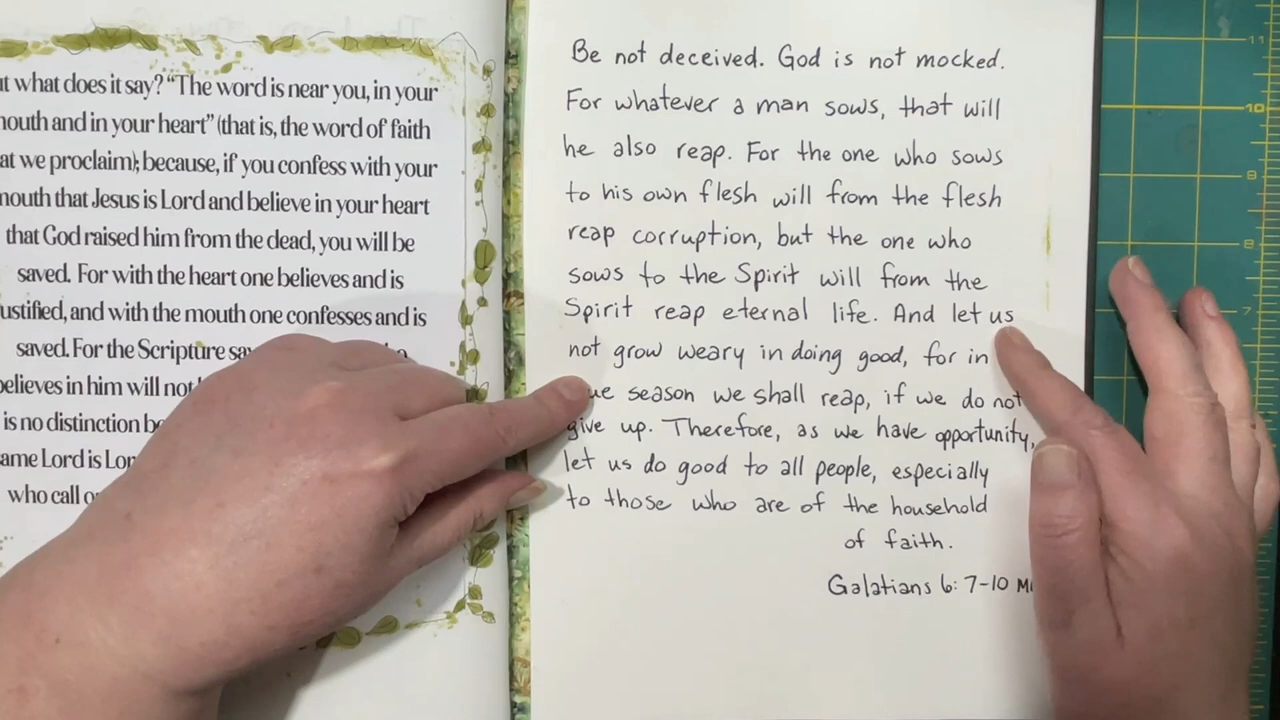 what does it say? “The word is near you, in your
and in your heart” (that is, the word of faith
we proclaim); because, if you confess with your
that Jesus is Lord and believe in your heart
that God raised him from the dead, you will be
saved. For with the heart one believes and is
and with the mouth one confesses and is
saved. For the Scripture
in him will not
is no distinction
Lord is
who call
Be not deceived. God is not mocked.
For whatever a man sows, that will
he also reap. For the one who sows
to his own flesh will from the flesh
reap corruption, but the one who
sows to the Spirit will from the
Spirit reap eternal life. And let us
not grow weary in doing good, for in
season we shall reap, if we do not
give up. Therefore, as we have opportunity,
let us do good to all people, especially
to those who are of the household
of faith.
Galatians 6:7-10
11
10
9
8
7